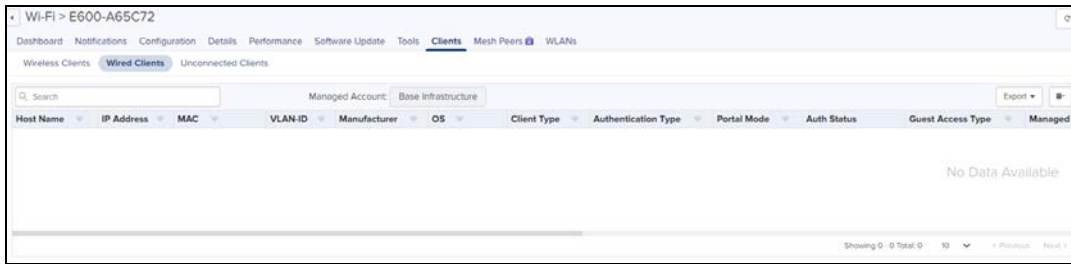 Wi-Fi > E600-A65C72
Dashboard Notifications Configuration Details Performance Software Update Tools Clients Mesh Peers WLANs
Wireless Clients Wired Clients Unconnected Clients
Search Managed Account: Base Infrastructure Export
Host Name IP Address MAC VLAN-ID Manufacturer OS Client Type Authentication Type Portal Mode Auth Status Guest Access Type Managed
No Data Available
Showing 0 - 0 Total: 0 10 < Previous Next >